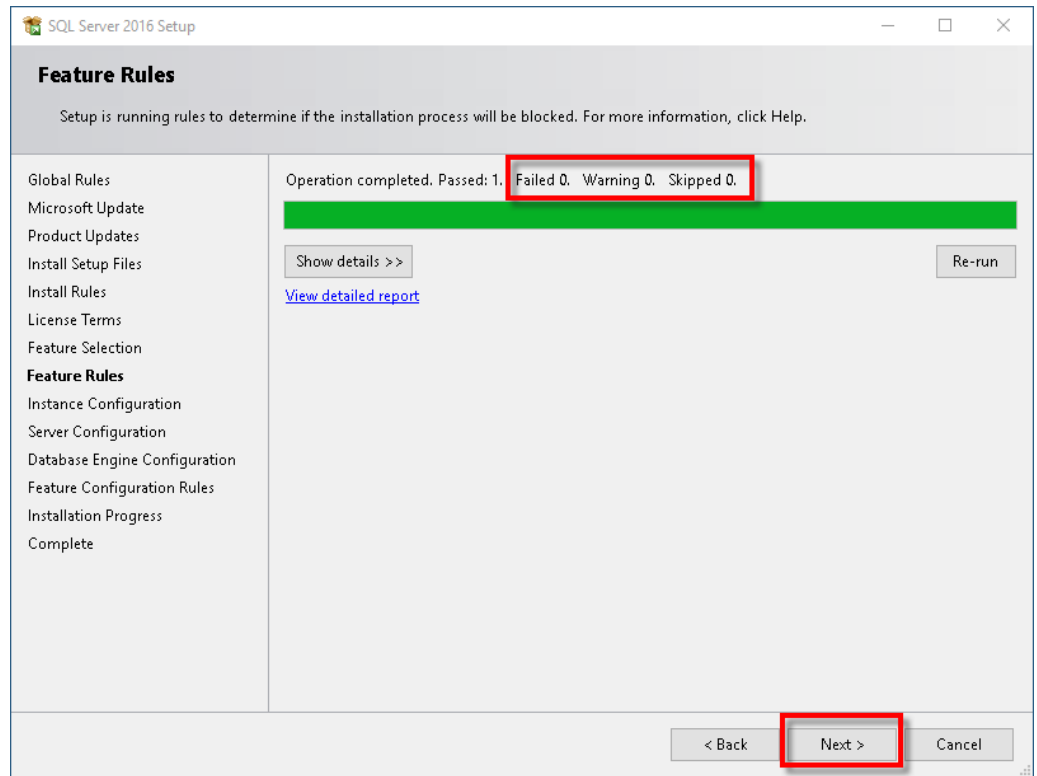 SQL Server 2016 Setup
Feature Rules
Setup is running rules to determine if the installation process will be blocked. For more information, click Help.
Global Rules
Microsoft Update
Product Updates
Install Setup Files
Install Rules
License Terms
Feature Selection
Feature Rules
Instance Configuration
Server Configuration
Database Engine Configuration
Feature Configuration Rules
Installation Progress
Complete
Operation completed. Passed: 1. Failed 0. Warning 0. Skipped 0.
Show details >>
Re-run
View detailed report
< Back
Next >
Cancel